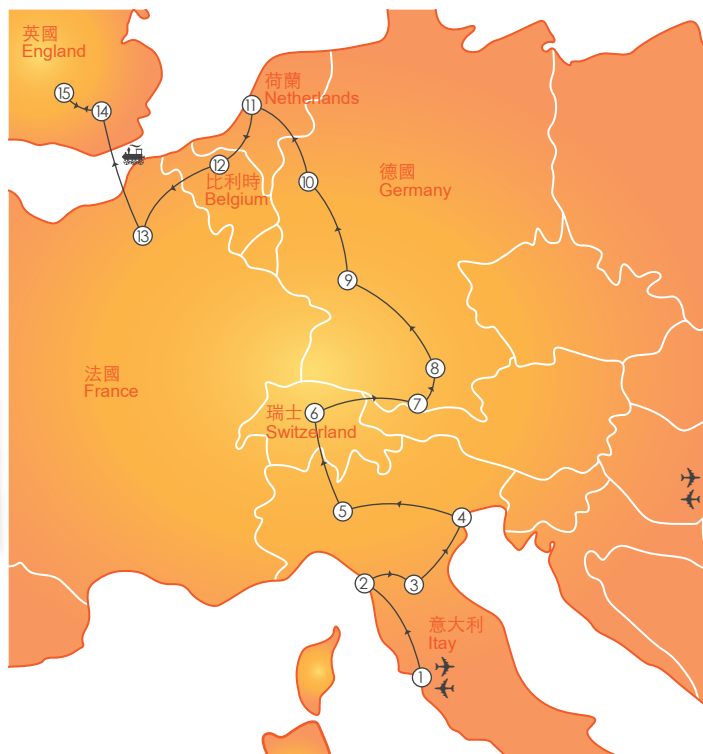 英國
England
15
14
荷蘭
Netherlands
11
12
比利時
Belgium
10
德國
Germany
13
9
8
法國
France
7
6
瑞士
Switzerland
5
4
2
3
意大利
Itay
1